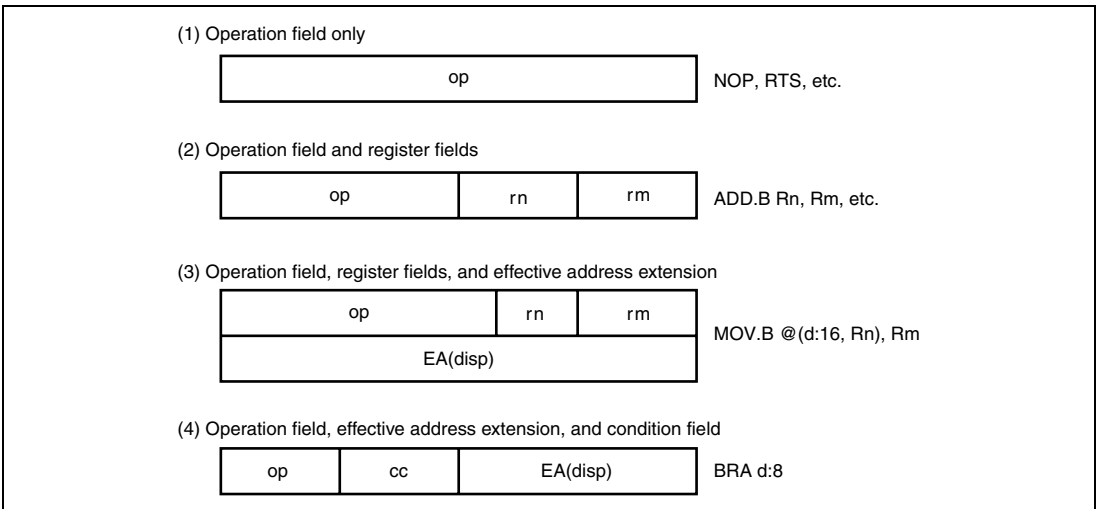 (1) Operation field only
op
NOP, RTS, etc.
(2) Operation field and register fields
op rn rm
ADD.B Rn, Rm, etc.
(3) Operation field, register fields, and effective address extension
op rn rm
MOV.B @(d:16, Rn), Rm
EA(disp)
(4) Operation field, effective address extension, and condition field
op cc EA(disp)
BRA d:8